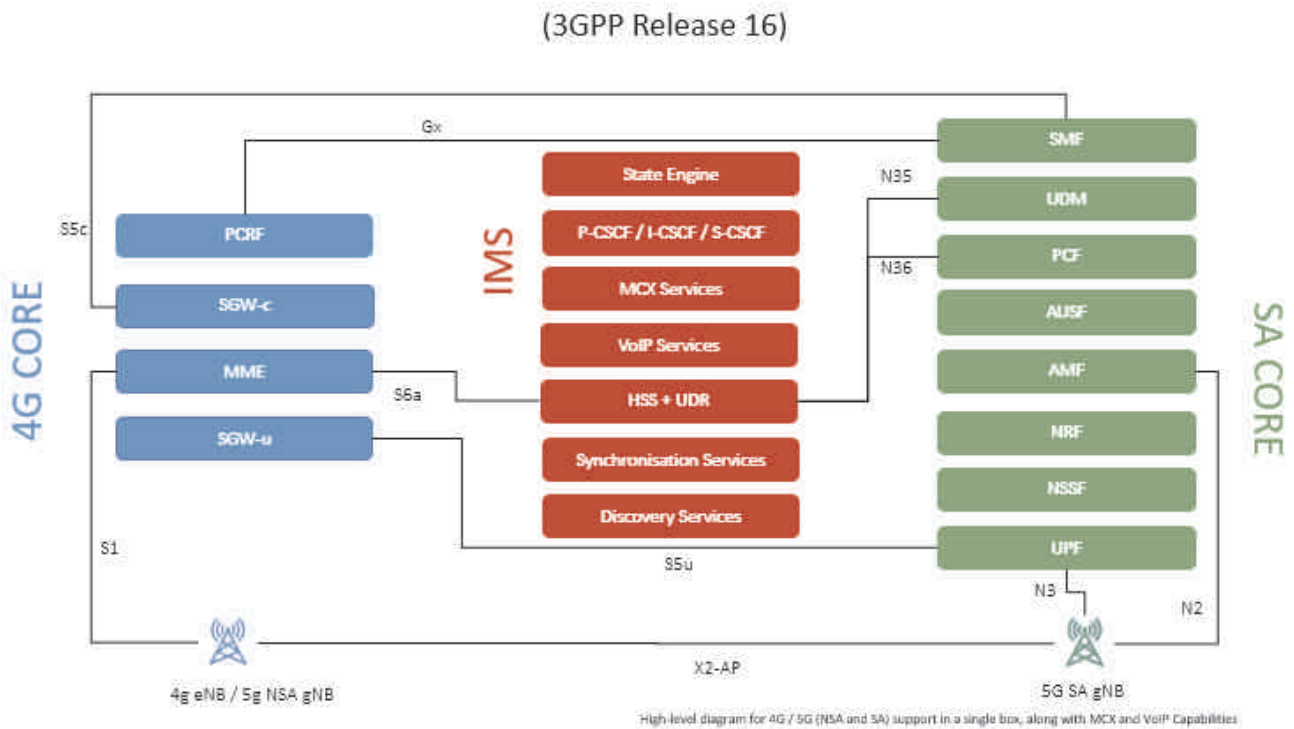 (3GPP Release 16)
Gx
SMF
State Engine
N35
UDM
S5c
PCRF
P-CSCF / I-CSCF / S-CSCF
PCF
N36
IMS
MCX Services
SGW-c
AUSF
4G CORE
SA CORE
VoIP Services
MME
AMF
S6a
HSS + UDR
SGW-u
NRF
Synchronisation Services
NSSF
Discovery Services
S1
UPF
S5u
N3
N2
X2-AP
4g eNB / 5g NSA gNB
5G SA gNB
High-level diagram for 4G / 5G (NSA and SA) support in a single box, along with MCX and VoIP Capabilities